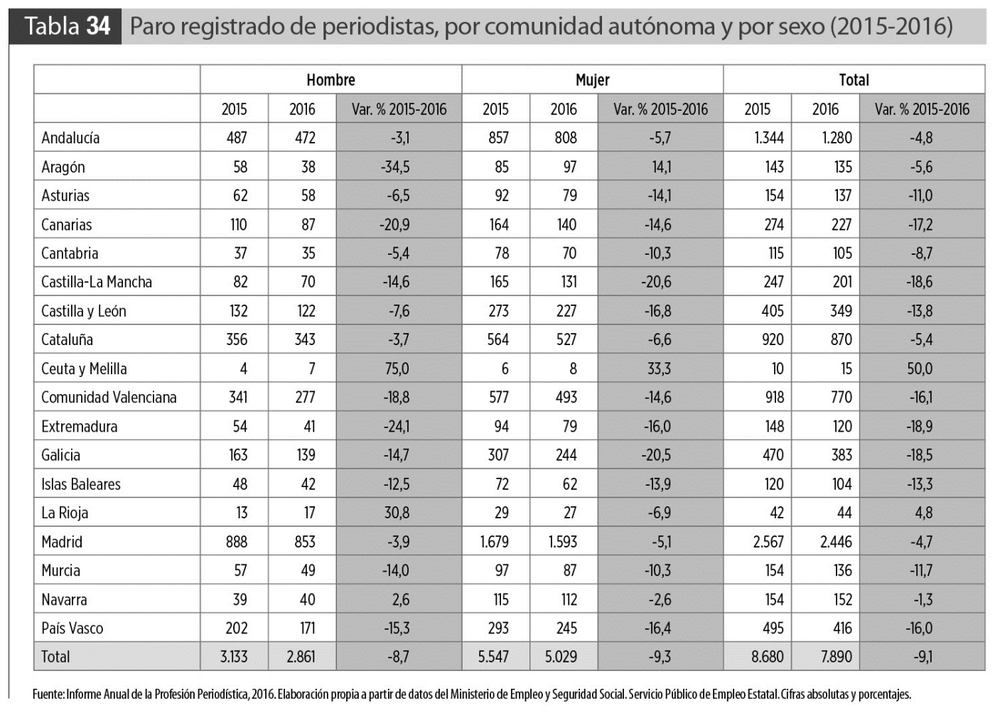 Tabla 34 Paro registrado de periodistas, por comunidad autónoma y por sexo (2015-2016)
Hombre Mujer Total
2015 2016 Var. % 2015-2016 2015 2016 Var. % 2015-2016 2015 2016 Var. % 2015-2016
Andalucía 487 472 -3,1 857 808 -5,7 1.344 1.280 -4,8
Aragón 58 38 -34,5 85 97 14,1 143 135 -5,6
Asturias 62 58 -6,5 92 79 -14,1 154 137 -11,0
Canarias 110 87 -20,9 164 140 -14,6 274 227 -17,2
Cantabria 37 35 -5,4 78 70 -10,3 115 105 -8,7
Castilla-La Mancha 82 70 -14,6 165 131 -20,6 247 201 -18,6
Castilla y León 132 122 -7,6 273 227 -16,8 405 349 -13,8
Cataluña 356 343 -3,7 564 527 -6,6 920 870 -5,4
Ceuta y Melilla 4 7 75,0 6 8 33,3 10 15 50,0
Comunidad Valenciana 341 277 -18,8 577 493 -14,6 918 770 -16,1
Extremadura 54 41 -24,1 94 79 -16,0 148 120 -18,9
Galicia 163 139 -14,7 307 244 -20,5 470 383 -18,5
Islas Baleares 48 42 -12,5 72 62 -13,9 120 104 -13,3
La Rioja 13 17 30,8 29 27 -6,9 42 44 4,8
Madrid 888 853 -3,9 1.679 1.593 -5,1 2.567 2.446 -4,7
Murcia 57 49 -14,0 97 87 -10,3 154 136 -11,7
Navarra 39 40 2,6 115 112 -2,6 154 152 -1,3
País Vasco 202 171 -15,3 293 245 -16,4 495 416 -16,0
Total 3.133 2.861 -8,7 5.547 5.029 -9,3 8.680 7.890 -9,1
Fuente: Informe Anual de la Profesión Periodística, 2016. Elaboración propia a partir de datos del Ministerio de Empleo y Seguridad Social. Servicio Público de Empleo Estatal. Cifras absolutas y porcentajes.